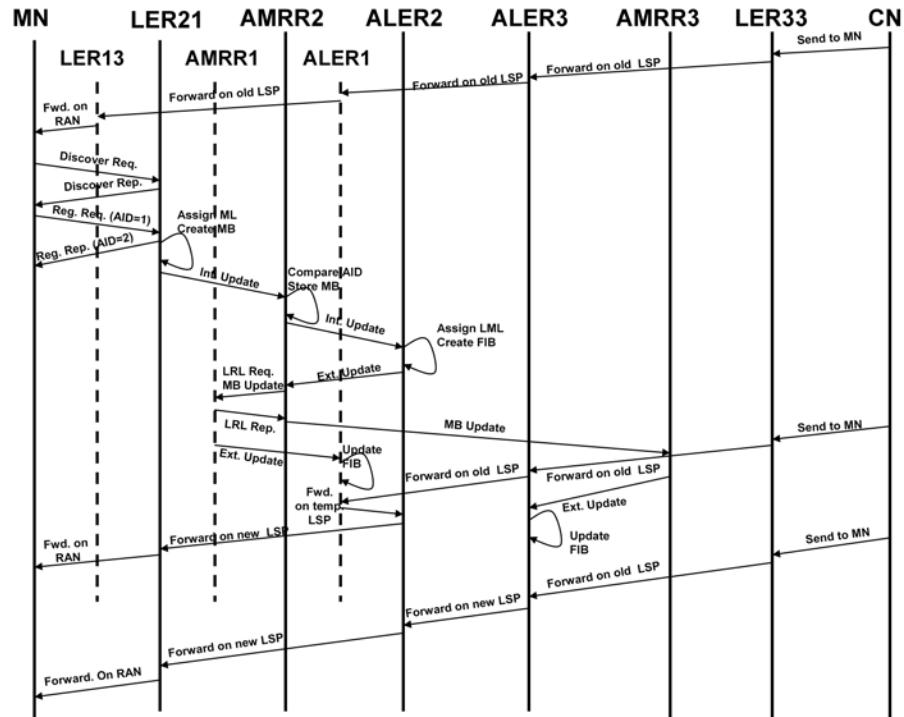 MN LER21 AMRR2 ALER2 ALER3 AMRR3 LER33 CN
LER13 AMRR1 ALER1
Send to MN
Forward on old LSP
Forward on old LSP
Forward on old LSP
Fwd. on
RAN
Discover Req.
Discover Rep.
Reg. Req. (AID=1)
Assign ML
Create MB
Reg. Rep. (AID=2)
Int. Update
Compare AID
Store MB
Int. Update
Assign LML
Create FIB
Ext. Update
LRL Req.
MB Update
LRL Rep.
MB Update
Send to MN
Ext. Update
Update
FIB
Forward on old LSP
Forward on old LSP
Fwd.
on temp.
LSP
Ext. Update
Forward on new LSP
Fwd. on
RAN
Update
FIB
Send to MN
Forward on old LSP
Forward on new LSP
Forward on new LSP
Forward. On RAN